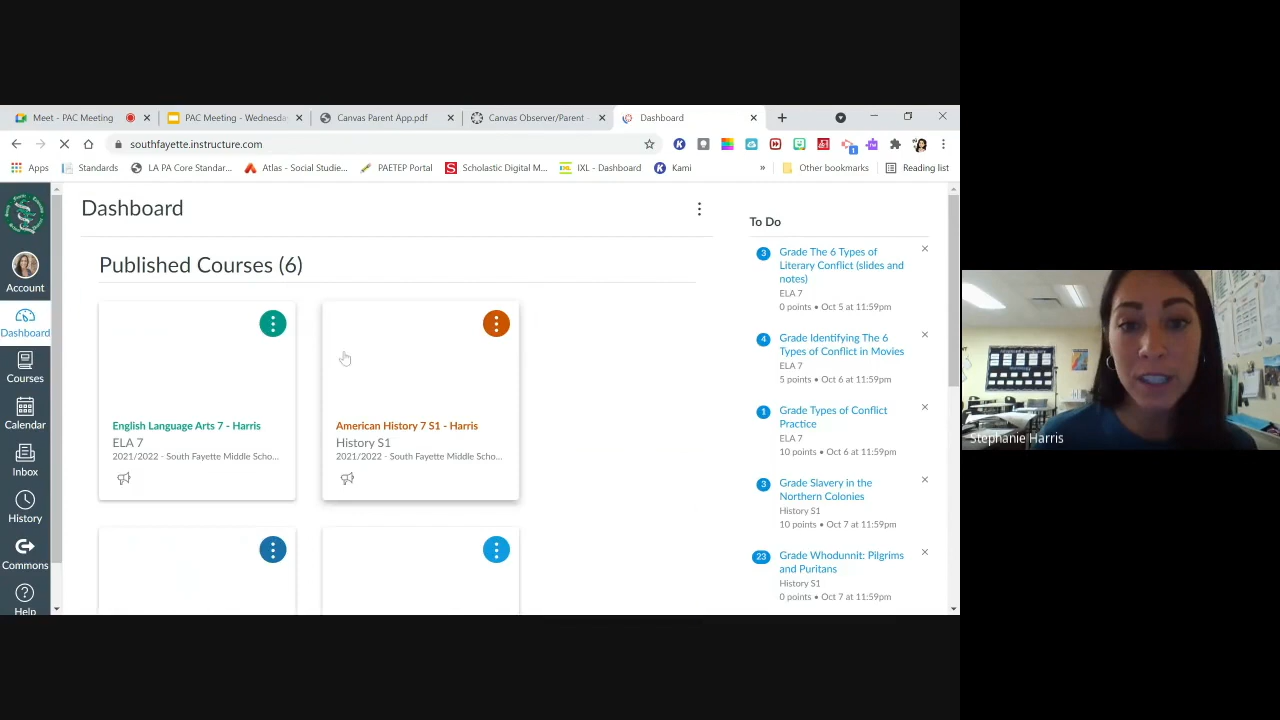 Meet - PAC Meeting
PAC Meeting - Wednesda
Canvas Parent App.pdf
Canvas Observer/Parent -
Dashboard
southfayette.instructure.com
Apps
Standards
LA PA Core Standar...
Atlas - Social Studie...
PAETEP Portal
Scholastic Digital M...
IXL - Dashboard
Kami
»
Other bookmarks
Reading list
Account
Dashboard
Courses
Calendar
Inbox
History
Commons
Help
Dashboard
Published Courses (6)
English Language Arts 7 - Harris
ELA 7
2021/2022 - South Fayette Middle Scho...
American History 7 S1 - Harris
History S1
2021/2022 - South Fayette Middle Scho...
To Do
3
Grade The 6 Types of
Literary Conflict (slides and
notes)
ELA 7
0 points • Oct 5 at 11:59pm
4
Grade Identifying The 6
Types of Conflict in Movies
ELA 7
5 points • Oct 6 at 11:59pm
1
Grade Types of Conflict
Practice
ELA 7
10 points • Oct 6 at 11:59pm
3
Grade Slavery in the
Northern Colonies
History S1
10 points • Oct 7 at 11:59pm
23
Grade Whodunnit: Pilgrims
and Puritans
History S1
0 points • Oct 7 at 11:59pm
Stephanie Harris